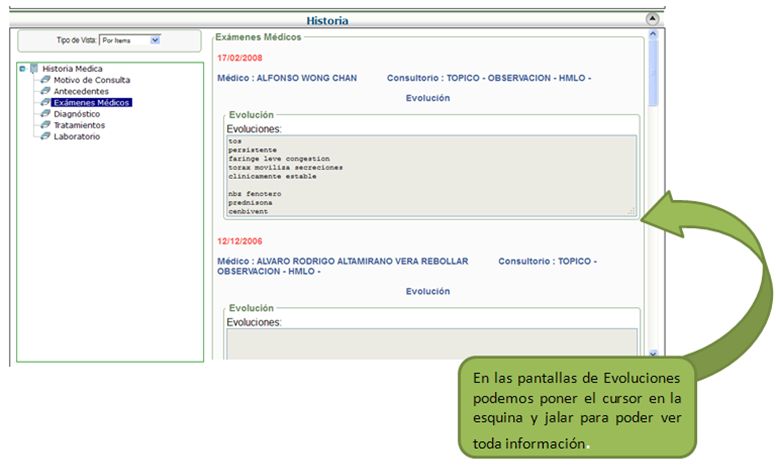 Historia
Tipo de Vista: Por Items
Historia Medica
Motivo de Consulta
Antecedentes
Exámenes Médicos
Diagnóstico
Tratamientos
Laboratorio
Exámenes Médicos
17/02/2008
Médico : ALFONSO WONG CHAN Consultorio : TOPICO - OBSERVACION - HMLO -
Evolución
Evolución
Evoluciones:
tos
persistente
faringe leve congestion
torax moviliza secreciones
clinicamente estable
nbz fenotero
prednisona
cenbivent
12/12/2006
Médico : ALVARO RODRIGO ALTAMIRANO VERA REBOLLAR Consultorio : TOPICO -
OBSERVACION - HMLO -
Evolución
Evolución
Evoluciones:
En las pantallas de Evoluciones
podemos poner el cursor en la
esquina y jalar para poder ver
toda información.